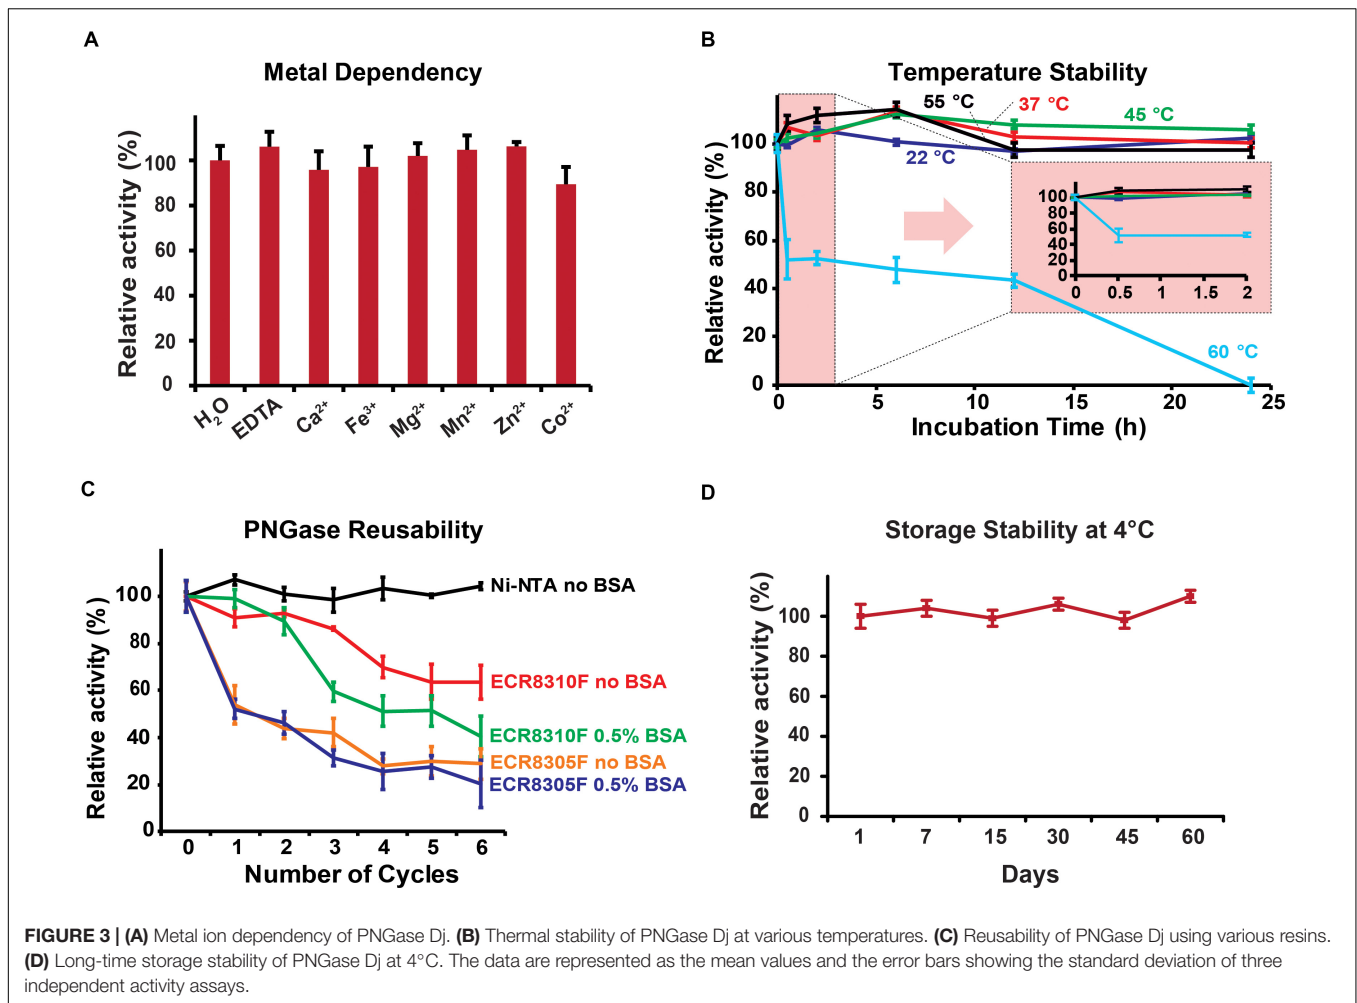 A
Metal Dependency
Relative activity (%)
100
80
60
40
20
0
H₂O
EDTA
Ca²⁺
Fe³⁺
Mg²⁺
Mn²⁺
Zn²⁺
Co²⁺
B
Temperature Stability
Relative activity (%)
100
80
60
40
20
0
55 °C
37 °C
45 °C
22 °C
60 °C
100
80
60
40
20
0
0 0.5 1 1.5 2
0 5 10 15 20 25
Incubation Time (h)
C
PNGase Reusability
Relative activity (%)
100
80
60
40
20
0
Ni-NTA no BSA
ECR8310F no BSA
ECR8310F 0.5% BSA
ECR8305F no BSA
ECR8305F 0.5% BSA
0 1 2 3 4 5 6
Number of Cycles
D
Storage Stability at 4°C
Relative activity (%)
100
80
60
40
20
0
1 7 15 30 45 60
Days
FIGURE 3 | (A) Metal ion dependency of PNGase Dj. (B) Thermal stability of PNGase Dj at various temperatures. (C) Reusability of PNGase Dj using various resins.
(D) Long-time storage stability of PNGase Dj at 4°C. The data are represented as the mean values and the error bars showing the standard deviation of three
independent activity assays.